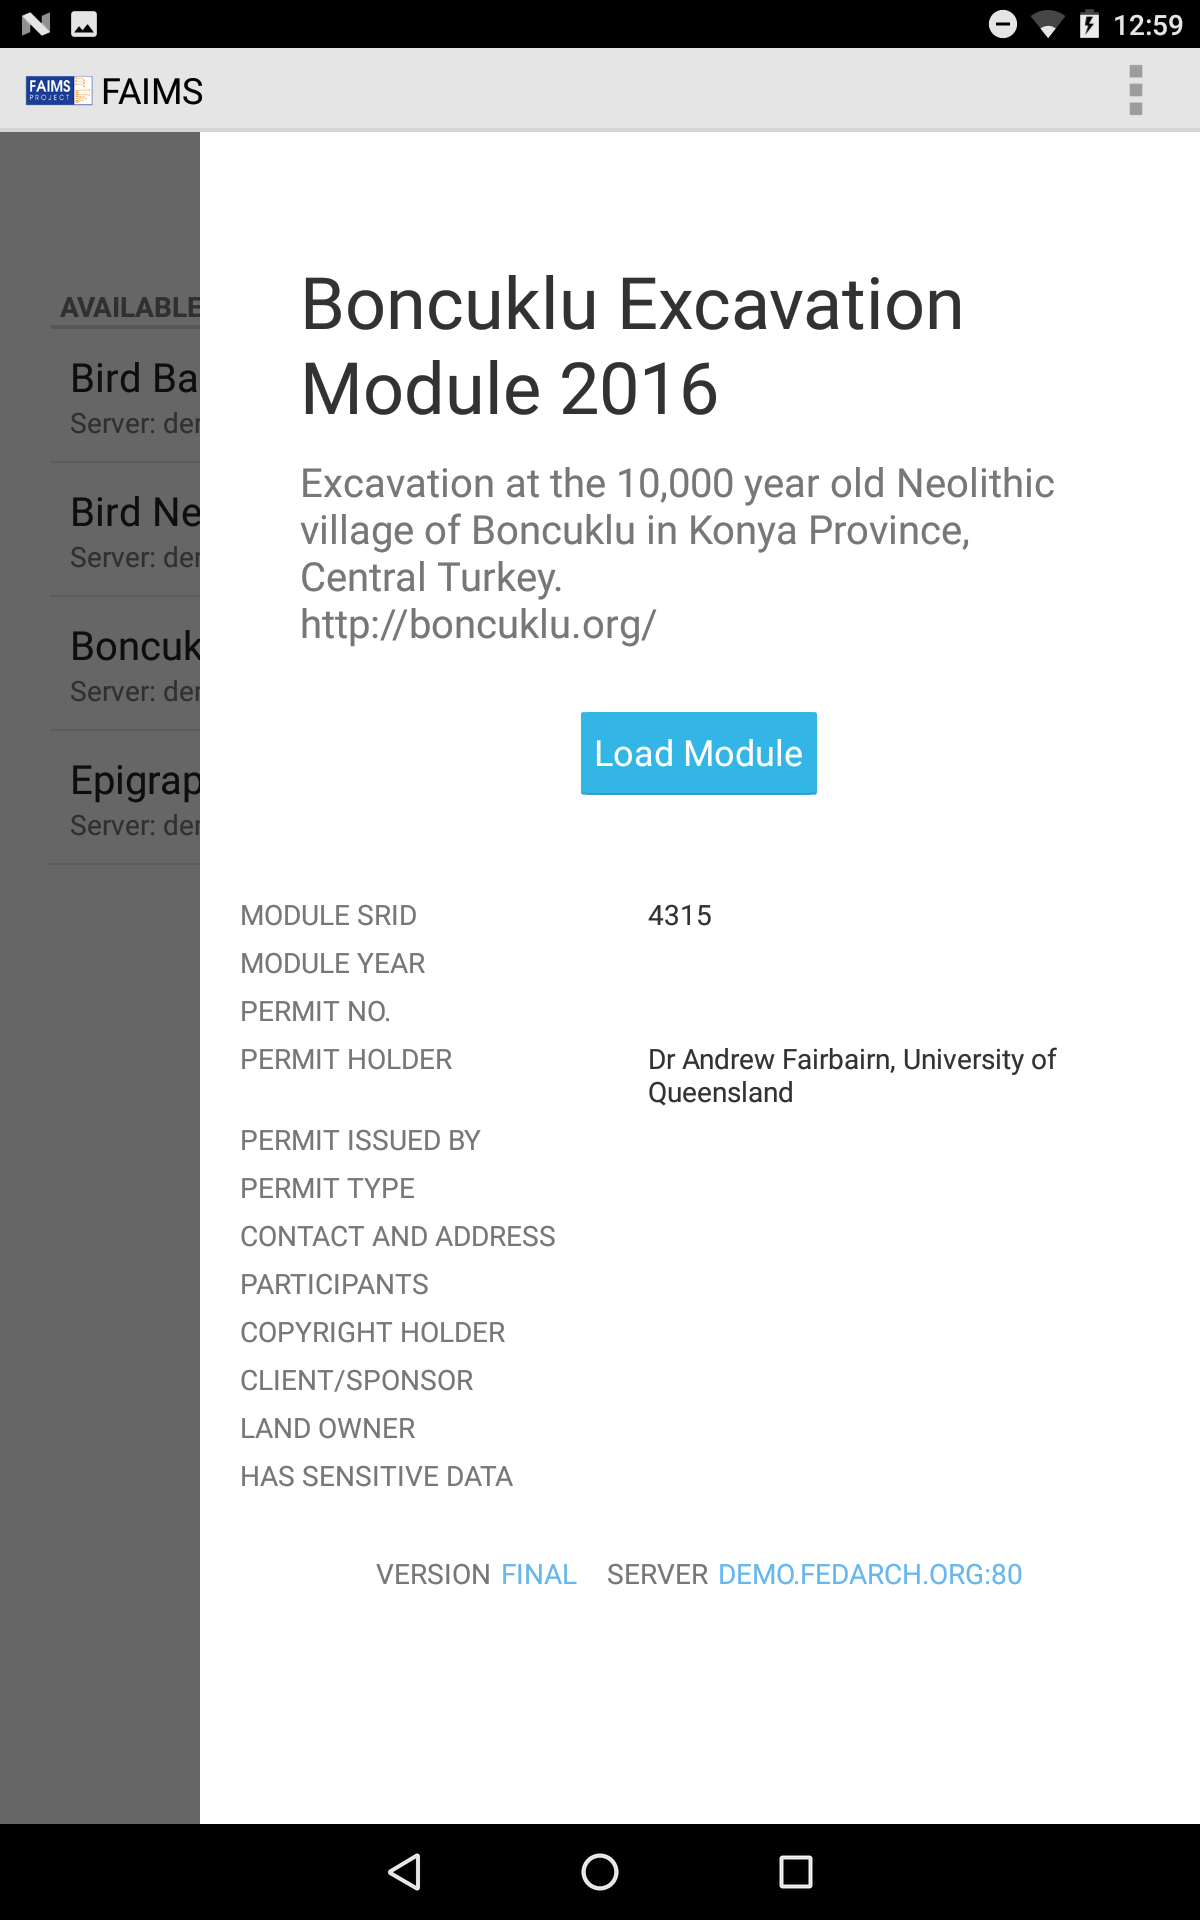 12:59
FAIMS
PROJECT
FAIMS
AVAILABLE
Bird Ba
Server: der
Bird Ne
Server: der
Boncuk
Server: der
Epigrap
Server: der
Boncuklu Excavation
Module 2016
Excavation at the 10,000 year old Neolithic
village of Boncuklu in Konya Province,
Central Turkey.
http://boncuklu.org/
Load Module
MODULE SRID 4315
MODULE YEAR
PERMIT NO.
PERMIT HOLDER Dr Andrew Fairbairn, University of
Queensland
PERMIT ISSUED BY
PERMIT TYPE
CONTACT AND ADDRESS
PARTICIPANTS
COPYRIGHT HOLDER
CLIENT/SPONSOR
LAND OWNER
HAS SENSITIVE DATA
VERSION FINAL SERVER DEMO.FEDARCH.ORG:80